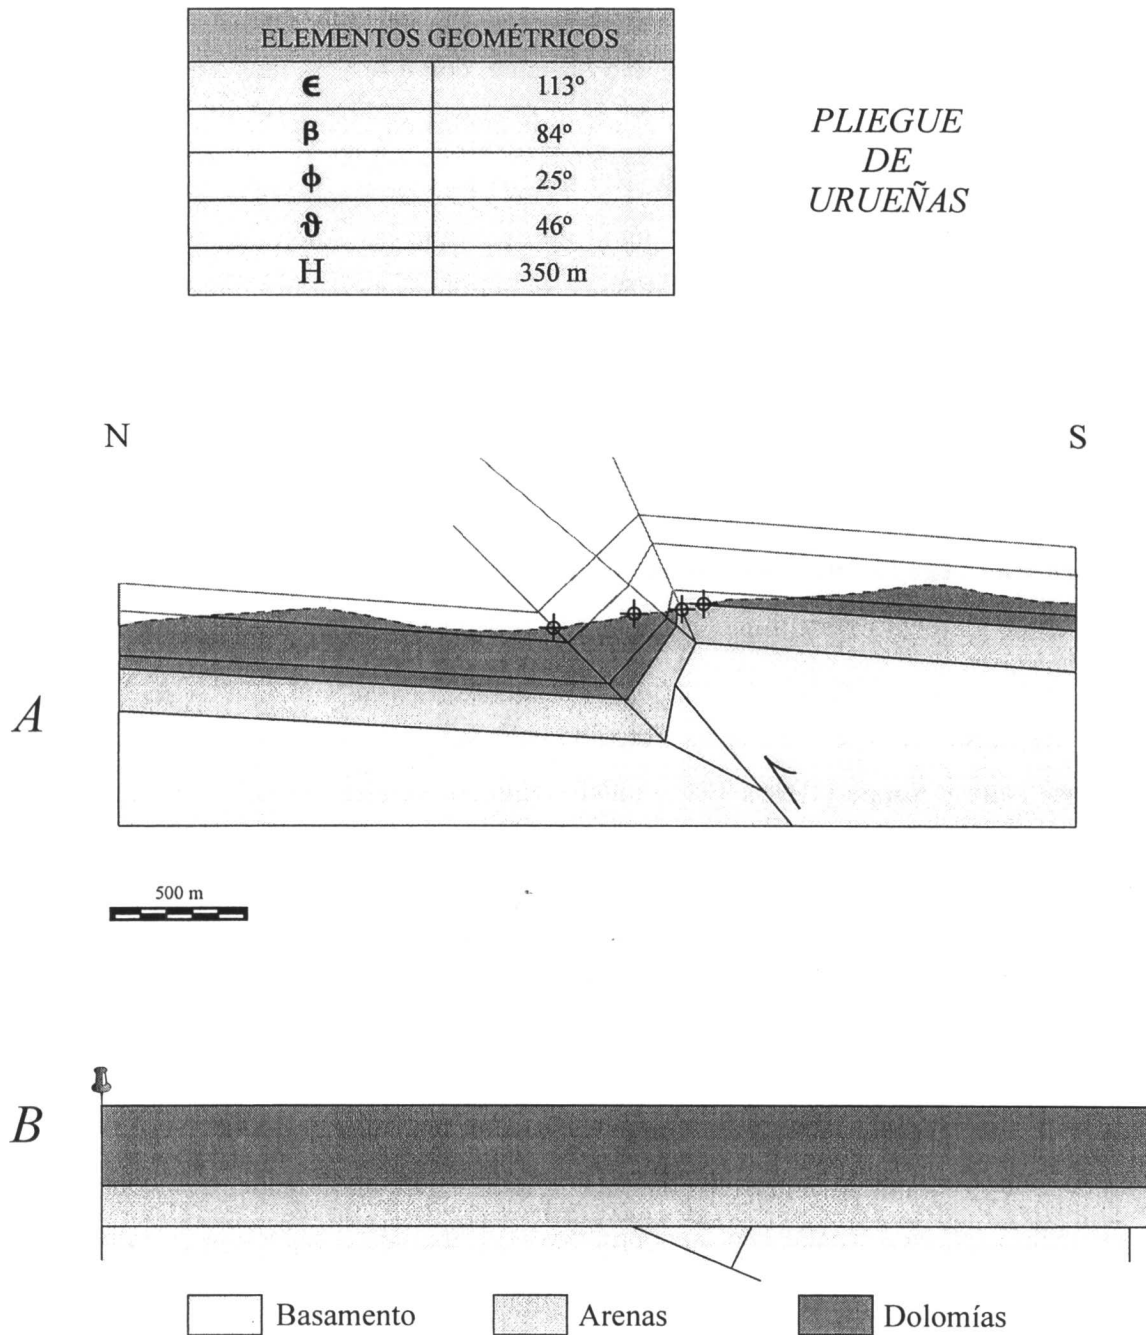 ELEMENTOS GEOMÉTRICOS
ϵ 113º
β 84º
ϕ 25º
ϑ 46º
H 350 m
PLIEGUE
DE
URUEÑAS
N S
A
500 m
B
Basamento Arenas Dolomías